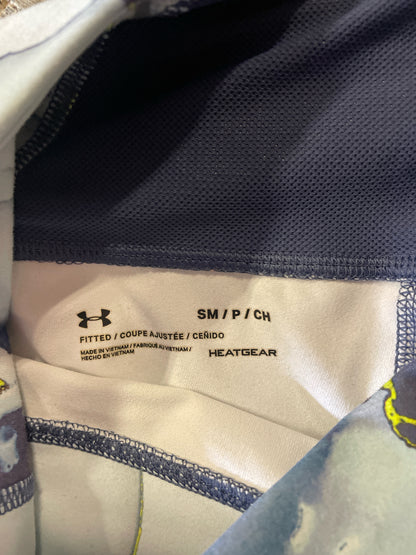 SM / P / CH
FITTED / COUPE AJUSTÉE / CEÑIDO
MADE IN VIETNAM / FABRIQUÉ AU VIETNAM /
HECHO EN VIETNAM
HEATGEAR